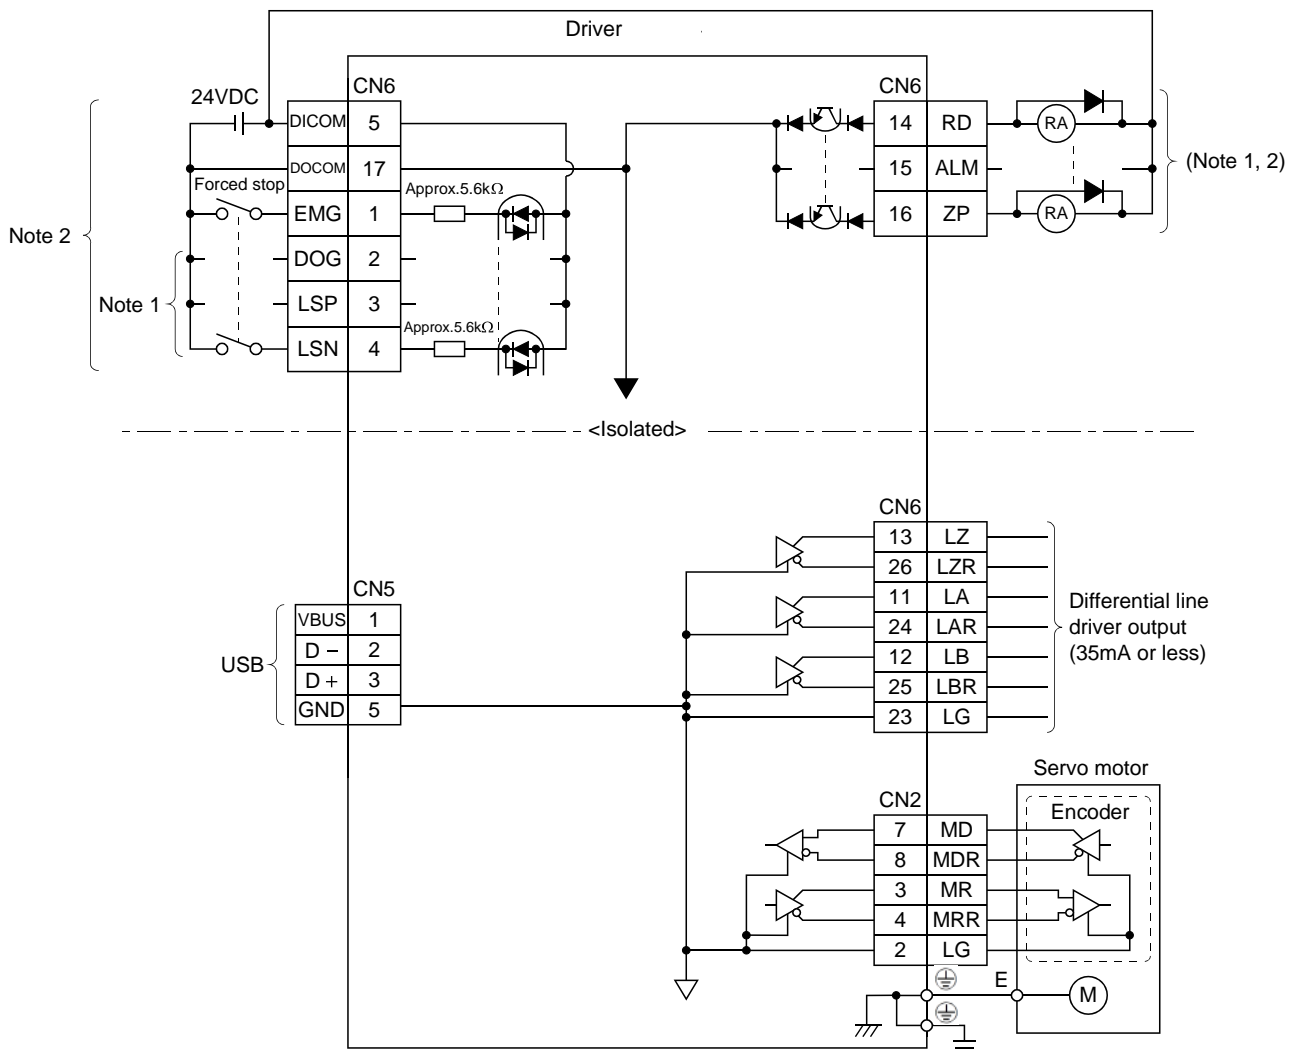 Driver
CN6
CN6
24VDC
DICOM 5
14 RD
RA
DOCOM 17
15 ALM
(Note 1, 2)
Forced stop
Approx.5.6kΩ
EMG 1
16 ZP
RA
Note 2
DOG 2
Note 1
LSP 3
Approx.5.6kΩ
LSN 4
<Isolated>
CN6
13 LZ
26 LZR
11 LA
24 LAR
12 LB
25 LBR
23 LG
Differential line
driver output
(35mA or less)
CN5
VBUS 1
D − 2
D + 3
GND 5
USB
Servo motor
CN2
Encoder
7 MD
8 MDR
3 MR
4 MRR
2 LG
E
M